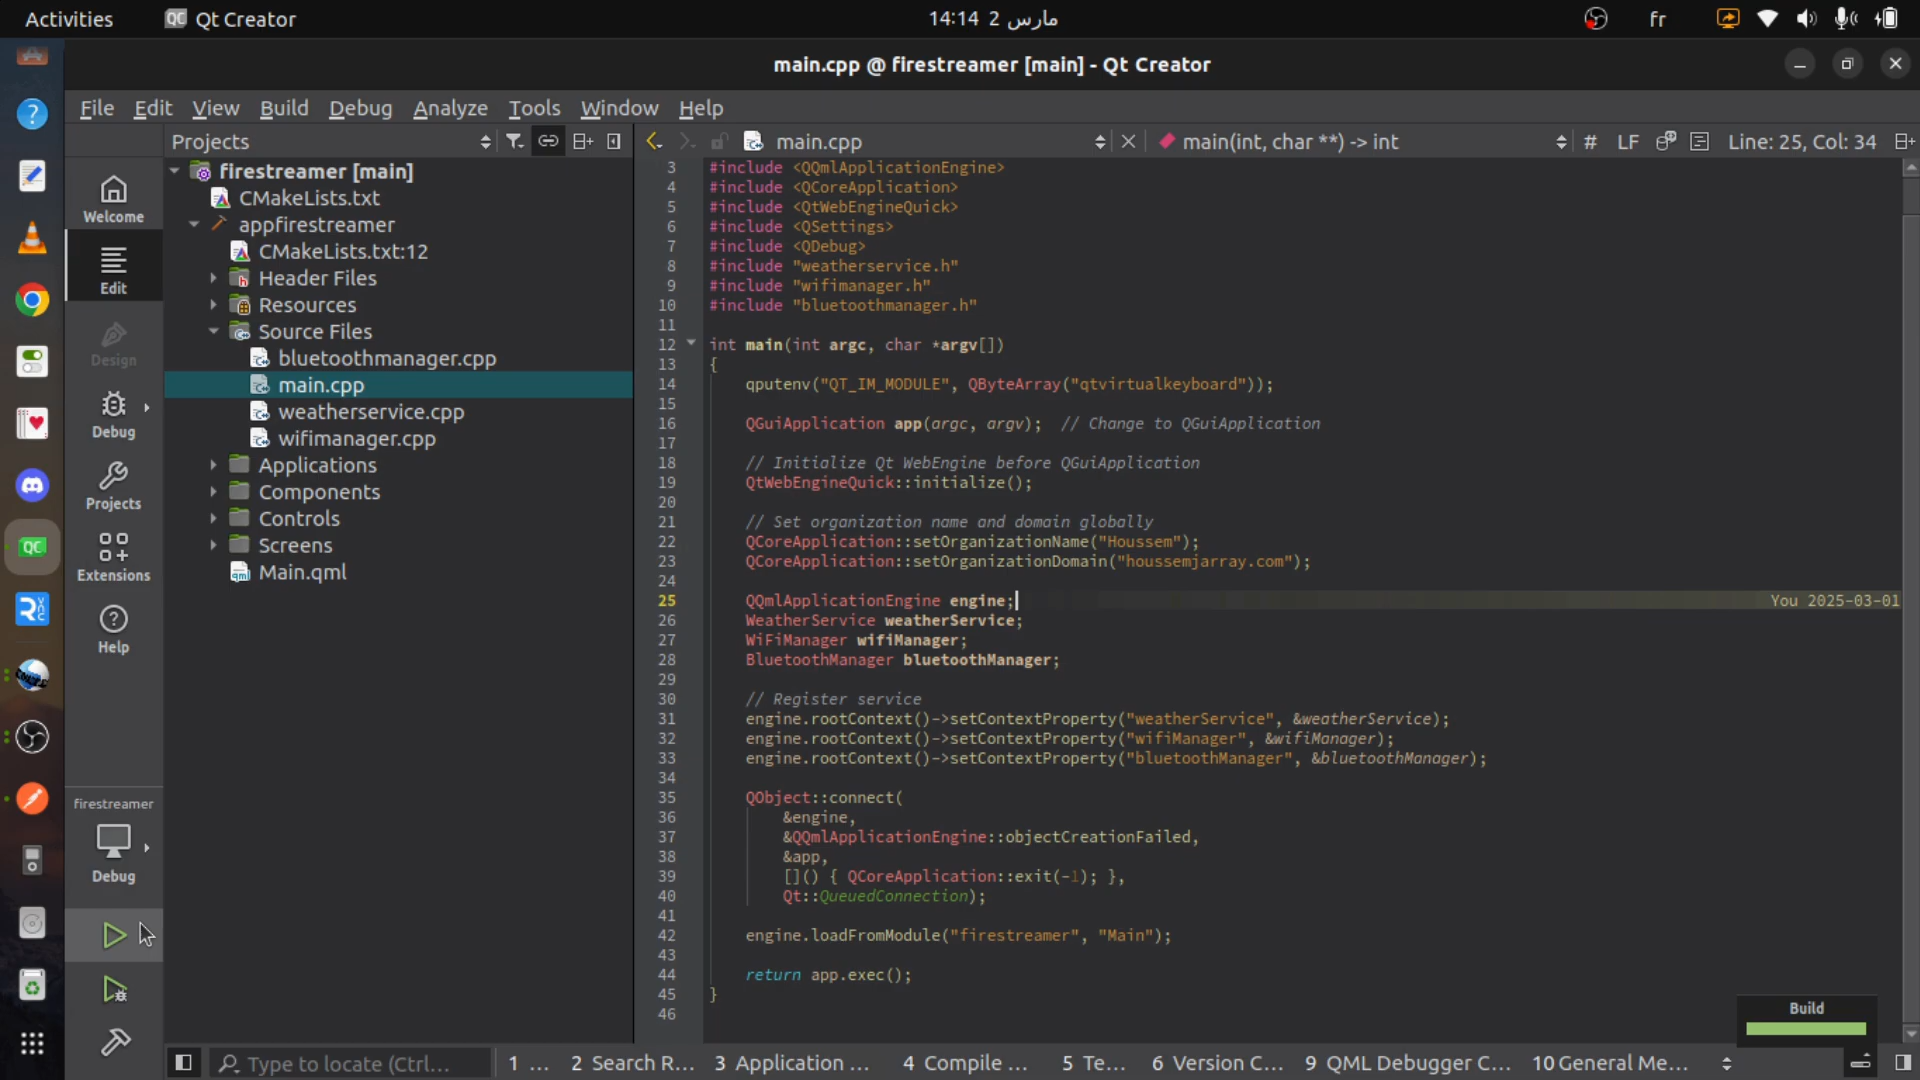 Activities
Qt Creator
14:14 2 مارس
fr
main.cpp @ firestreamer [main] - Qt Creator
File Edit View Build Debug Analyze Tools Window Help
Projects
main.cpp
main(int, char **) -> int
# LF
Line: 25, Col: 34
Welcome
Edit
Design
Debug
Projects
Extensions
Help
firestreamer
Debug
firestreamer [main]
CMakeLists.txt
appfirestreamer
CMakeLists.txt:12
Header Files
Resources
Source Files
bluetoothmanager.cpp
main.cpp
weatherservice.cpp
wifimanager.cpp
Applications
Components
Controls
Screens
Main.qml
3 #include <QQmlApplicationEngine>
4 #include <QCoreApplication>
5 #include <QtWebEngineQuick>
6 #include <QSettings>
7 #include <QDebug>
8 #include "weatherservice.h"
9 #include "wifimanager.h"
10 #include "bluetoothmanager.h"
11
12 int main(int argc, char *argv[])
13 {
14 qputenv("QT_IM_MODULE", QByteArray("qtvirtualkeyboard"));
15
16 QGuiApplication app(argc, argv); // Change to QGuiApplication
17
18 // Initialize Qt WebEngine before QGuiApplication
19 QtWebEngineQuick::initialize();
20
21 // Set organization name and domain globally
22 QCoreApplication::setOrganizationName("Houssem");
23 QCoreApplication::setOrganizationDomain("houssemjarray.com");
24
25 QQmlApplicationEngine engine; You 2025-03-01
26 WeatherService weatherService;
27 WiFiManager wifiManager;
28 BluetoothManager bluetoothManager;
29
30 // Register service
31 engine.rootContext()->setContextProperty("weatherService", &weatherService);
32 engine.rootContext()->setContextProperty("wifiManager", &wifiManager);
33 engine.rootContext()->setContextProperty("bluetoothManager", &bluetoothManager);
34
35 QObject::connect(
36 &engine,
37 &QQmlApplicationEngine::objectCreationFailed,
38 &app,
39 []() { QCoreApplication::exit(-1); },
40 Qt::QueuedConnection);
41
42 engine.loadFromModule("firestreamer", "Main");
43
44 return app.exec();
45 }
46
Build
Type to locate (Ctrl...
1 ...
2 Search R...
3 Application ...
4 Compile ...
5 Te...
6 Version C...
9 QML Debugger C...
10 General Me...